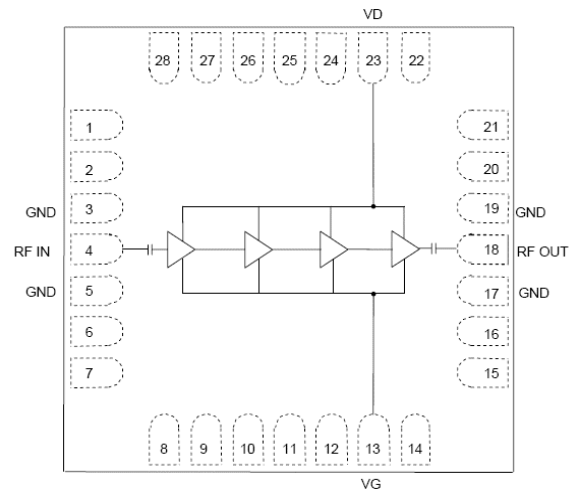 VD
28 27 26 25 24 23 22
1 21
2 20
GND 3 19 GND
RF IN 4 18 RF OUT
GND 5 17 GND
6 16
7 15
8 9 10 11 12 13 14
VG